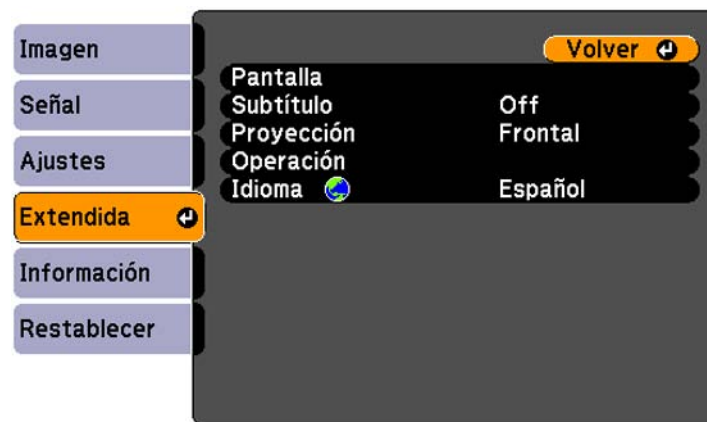 Imagen
Señal
Ajustes
Extendida
Información
Restablecer
Volver
Pantalla
Subtítulo Off
Proyección Frontal
Operación
Idioma Español